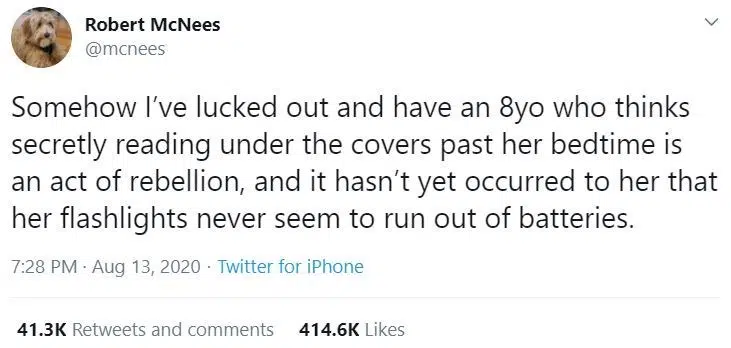 Robert McNees
@mcnees
Somehow I've lucked out and have an 8yo who thinks
secretly reading under the covers past her bedtime is
an act of rebellion, and it hasn't yet occurred to her that
her flashlights never seem to run out of batteries.
7:28 PM · Aug 13, 2020 · Twitter for iPhone
41.3K Retweets and comments 414.6K Likes